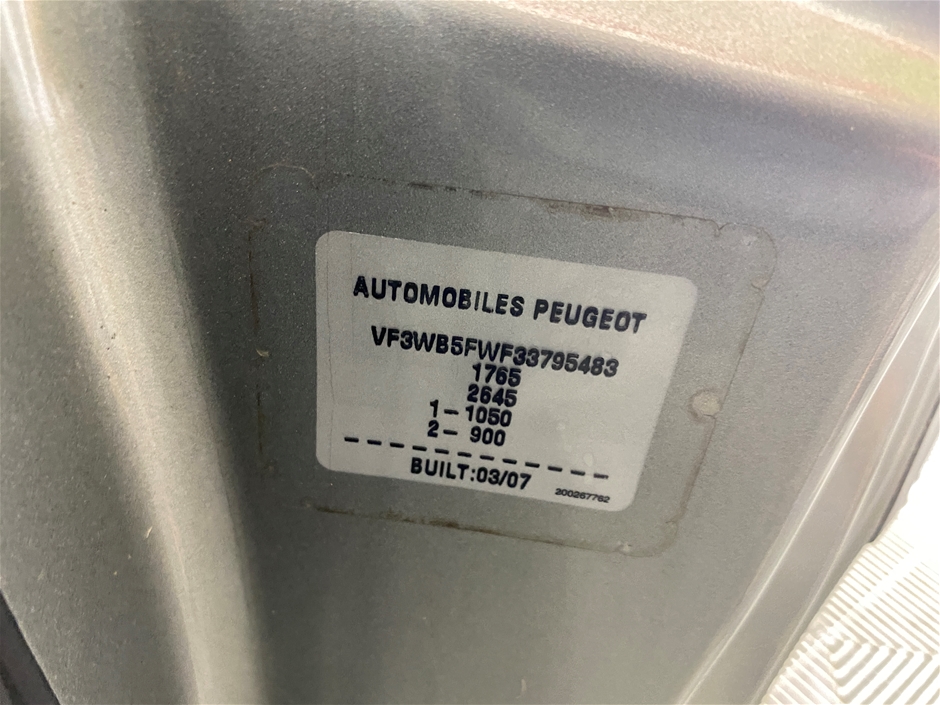 AUTOMOBILES PEUGEOT
VF3WB5FWF33795483
1765
2645
1- 1050
2- 900
BUILT:03/07
200267762